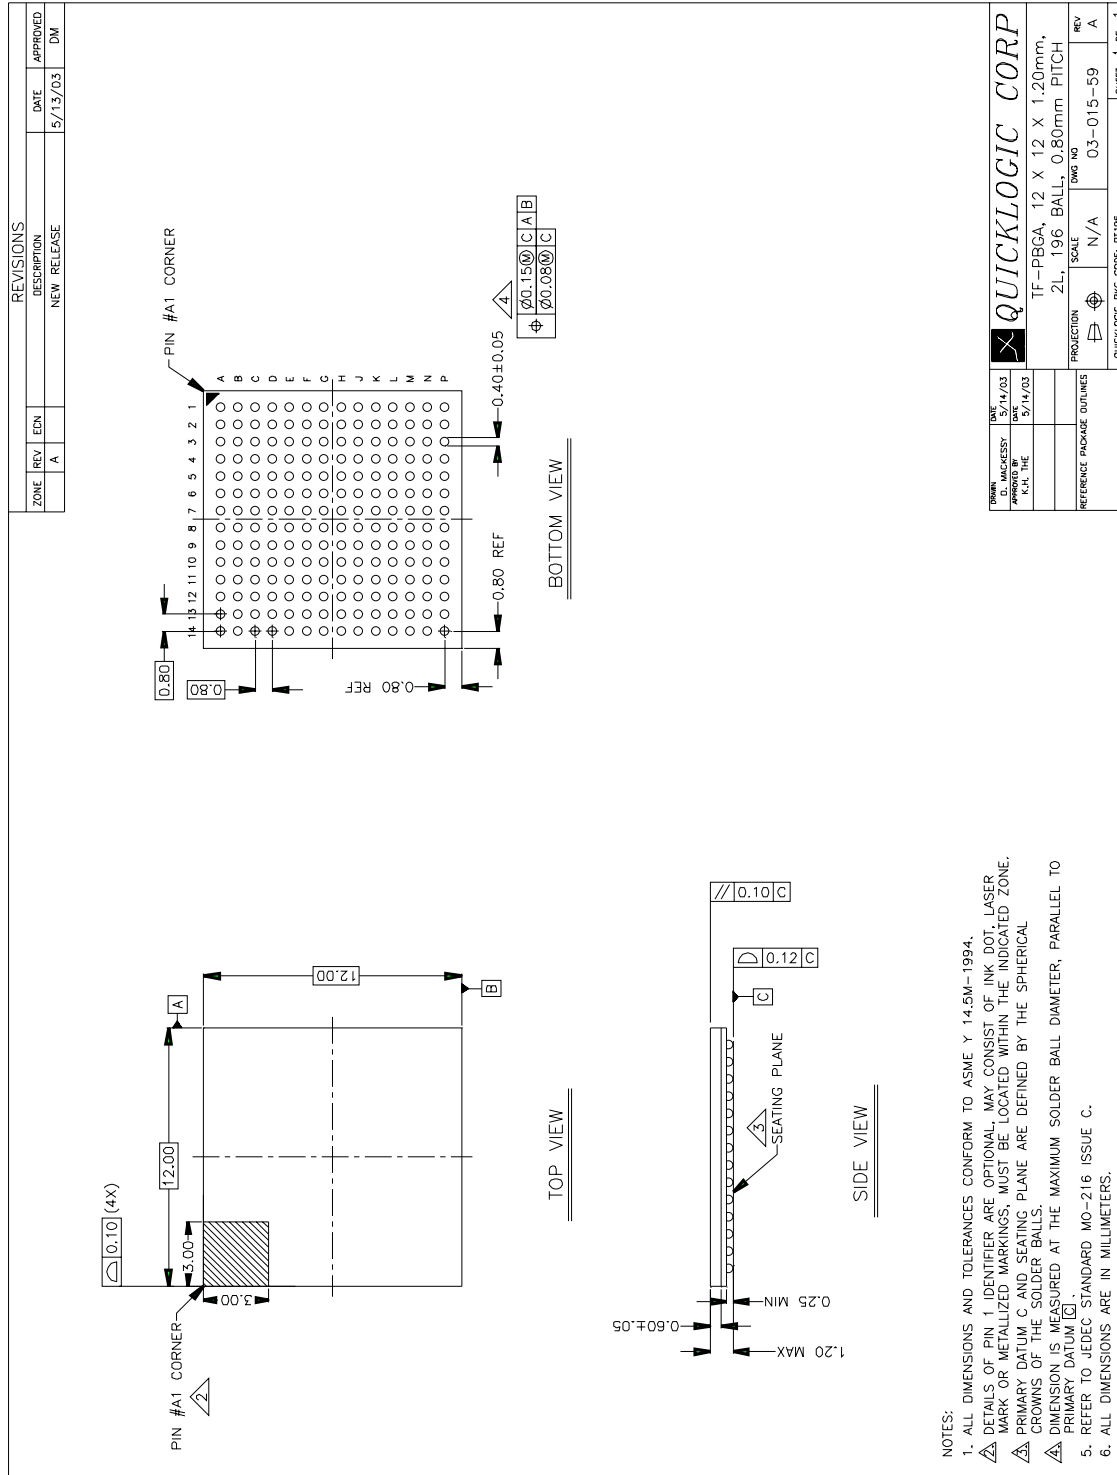 REVISIONS
ZONE REV ECN DESCRIPTION DATE APPROVED
A NEW RELEASE 5/13/03 DM
0.10 (4X)
PIN #A1 CORNER
2
12.00
3.00
3.00
12.00
A
B
TOP VIEW
PIN #A1 CORNER
14 13 12 11 10 9 8 7 6 5 4 3 2 1
A
B
C
D
E
F
G
H
J
K
L
M
N
P
0.80
0.80
0.80 REF
0.80 REF
0.40±0.05
4
Ø0.15Ⓜ C A B
Ø0.08Ⓜ C
BOTTOM VIEW
// 0.10 C
0.12 C
C
3
SEATING PLANE
0.25 MIN
0.60±.05
1.20 MAX
SIDE VIEW
NOTES:
1. ALL DIMENSIONS AND TOLERANCES CONFORM TO ASME Y 14.5M-1994.
2. DETAILS OF PIN 1 IDENTIFIER ARE OPTIONAL, MAY CONSIST OF INK DOT, LASER
MARK OR METALLIZED MARKINGS, MUST BE LOCATED WITHIN THE INDICATED ZONE.
3. PRIMARY DATUM C AND SEATING PLANE ARE DEFINED BY THE SPHERICAL
CROWNS OF THE SOLDER BALLS.
4. DIMENSION IS MEASURED AT THE MAXIMUM SOLDER BALL DIAMETER, PARALLEL TO
PRIMARY DATUM C.
5. REFER TO JEDEC STANDARD MO-216 ISSUE C.
6. ALL DIMENSIONS ARE IN MILLIMETERS.
DRAWN DATE
D. MACKESSY 5/14/03
APPROVED BY DATE
K.H. THE 5/14/03
REFERENCE PACKAGE OUTLINES
QUICKLOGIC CORP
TF-PBGA, 12 X 12 X 1.20mm,
2L, 196 BALL, 0.80mm PITCH
PROJECTION SCALE DWG NO REV
N/A 03-015-59 A